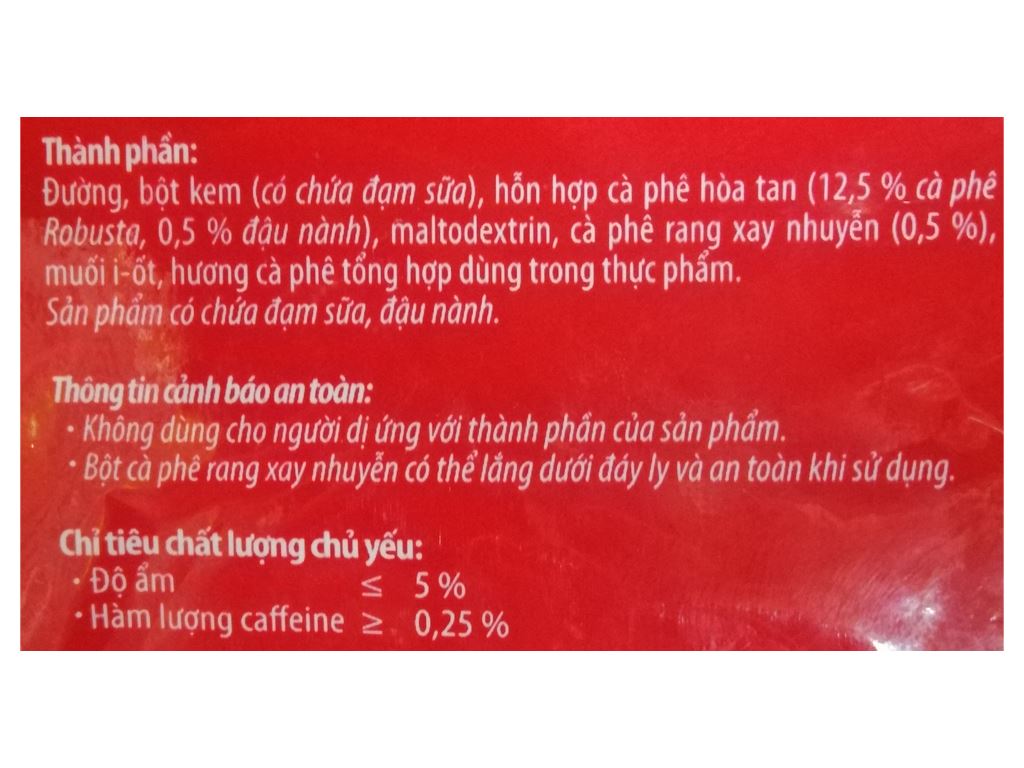 Thành phần:
Đường, bột kem (có chứa đạm sữa), hỗn hợp cà phê hòa tan (12,5 % cà phê
Robusta, 0,5 % đậu nành), maltodextrin, cà phê rang xay nhuyễn (0,5 %),
muối i-ốt, hương cà phê tổng hợp dùng trong thực phẩm.
Sản phẩm có chứa đạm sữa, đậu nành.
Thông tin cảnh báo an toàn:
• Không dùng cho người dị ứng với thành phần của sản phẩm.
• Bột cà phê rang xay nhuyễn có thể lắng dưới đáy ly và an toàn khi sử dụng.
Chỉ tiêu chất lượng chủ yếu:
• Độ ẩm ≤ 5 %
• Hàm lượng caffeine ≥ 0,25 %